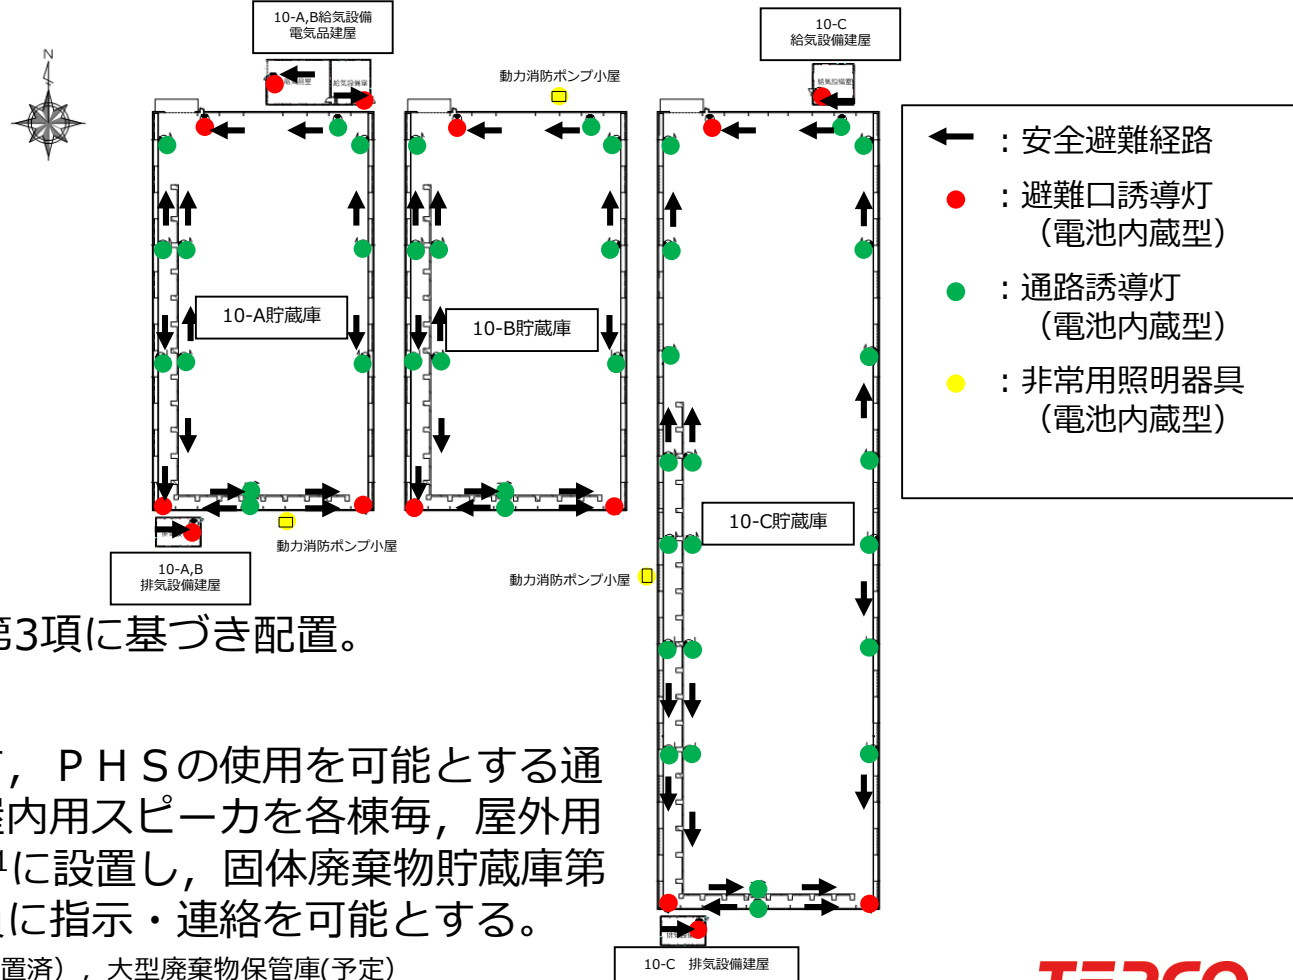 10-A,B給気設備
電気品建屋
10-C
給気設備建屋
N
動力消防ポンプ小屋
給気設備室
：安全避難経路
：避難口誘導灯
（電池内蔵型）
：通路誘導灯
（電池内蔵型）
：非常用照明器具
（電池内蔵型）
10-A貯蔵庫
10-B貯蔵庫
10-C貯蔵庫
動力消防ポンプ小屋
動力消防ポンプ小屋
10-A,B
排気設備建屋
第3項に基づき配置。
，ＰＨＳの使用を可能とする通
屋内用スピーカを各棟毎，屋外用
1に設置し，固体廃棄物貯蔵庫第
に指示・連絡を可能とする。
置済），大型廃棄物保管庫(予定)
10-C 排気設備建屋
TEPCO